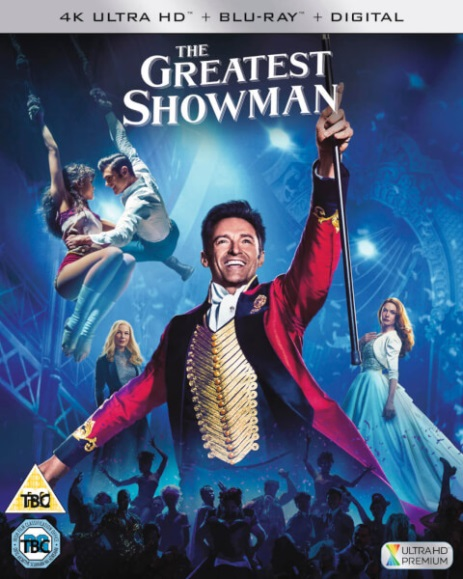 4K ULTRA HD™ + BLU-RAY™ + DIGITAL
THE
GREATEST
SHOWMAN
TBC
TBC
ULTRA HD
PREMIUM